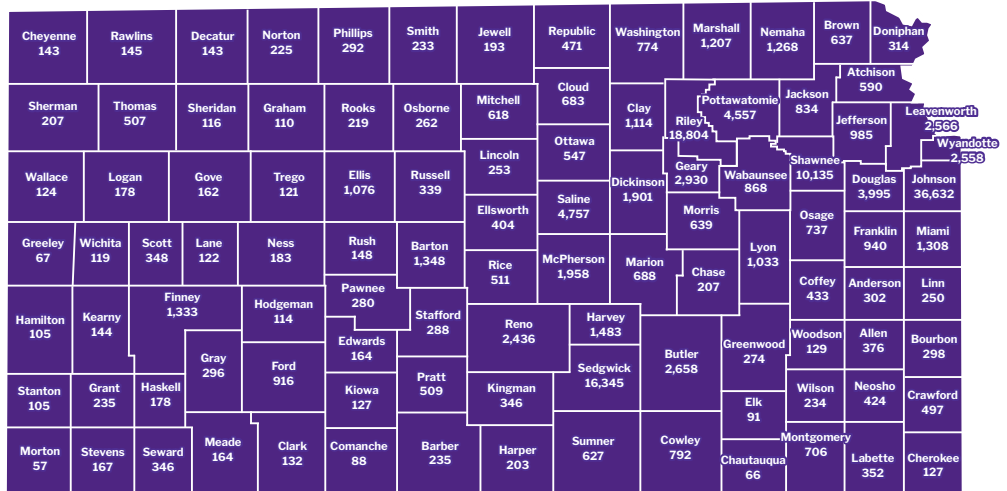 Cheyenne
143
Rawlins
145
Decatur
143
Norton
225
Phillips
292
Smith
233
Jewell
193
Republic
471
Washington
774
Marshall
1,207
Nemaha
1,268
Brown
637
Doniphan
314
Atchison
590
Sherman
207
Thomas
507
Sheridan
116
Graham
110
Rooks
219
Osborne
262
Mitchell
618
Cloud
683
Clay
1,114
Riley
18,804
Pottawatomie
4,557
Jackson
834
Jefferson
985
Leavenworth
2,566
Wyandotte
2,558
Ottawa
547
Lincoln
253
Wallace
124
Logan
178
Gove
162
Trego
121
Ellis
1,076
Russell
339
Dickinson
1,901
Geary
2,930
Wabaunsee
868
Shawnee
10,135
Douglas
3,995
Johnson
36,632
Saline
4,757
Ellsworth
404
Morris
639
Osage
737
Franklin
940
Miami
1,308
Greeley
67
Wichita
119
Scott
348
Lane
122
Ness
183
Rush
148
Barton
1,348
Rice
511
McPherson
1,958
Marion
688
Chase
207
Lyon
1,033
Coffey
433
Anderson
302
Linn
250
Hamilton
105
Kearny
144
Finney
1,333
Hodgeman
114
Pawnee
280
Stafford
288
Reno
2,436
Harvey
1,483
Butler
2,658
Greenwood
274
Woodson
129
Allen
376
Bourbon
298
Edwards
164
Gray
296
Ford
916
Sedgwick
16,345
Stanton
105
Grant
235
Haskell
178
Kiowa
127
Pratt
509
Kingman
346
Elk
91
Wilson
234
Neosho
424
Crawford
497
Morton
57
Stevens
167
Seward
346
Meade
164
Clark
132
Comanche
88
Barber
235
Harper
203
Sumner
627
Cowley
792
Chautauqua
66
Montgomery
706
Labette
352
Cherokee
127